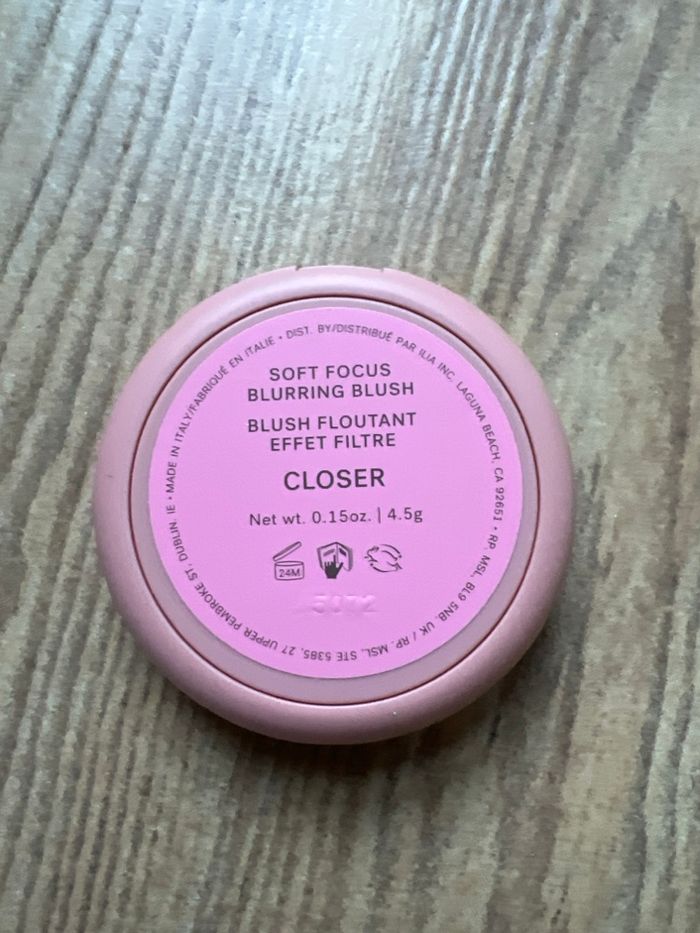 SOFT FOCUS
BLURRING BLUSH
BLUSH FLOUTANT
EFFET FILTRE
CLOSER
Net wt. 0.15oz. | 4.5g
24M
5072
• MADE IN ITALY/FABRIQUÉ EN ITALIE • DIST. BY/DISTRIBUÉ PAR ILIA INC. LAGUNA BEACH, CA 92651 • RP. MSL, BL9 5NB. UK / RP. MSL, STE 5385, 27 UPPER PEMBROKE ST, DUBLIN. IE